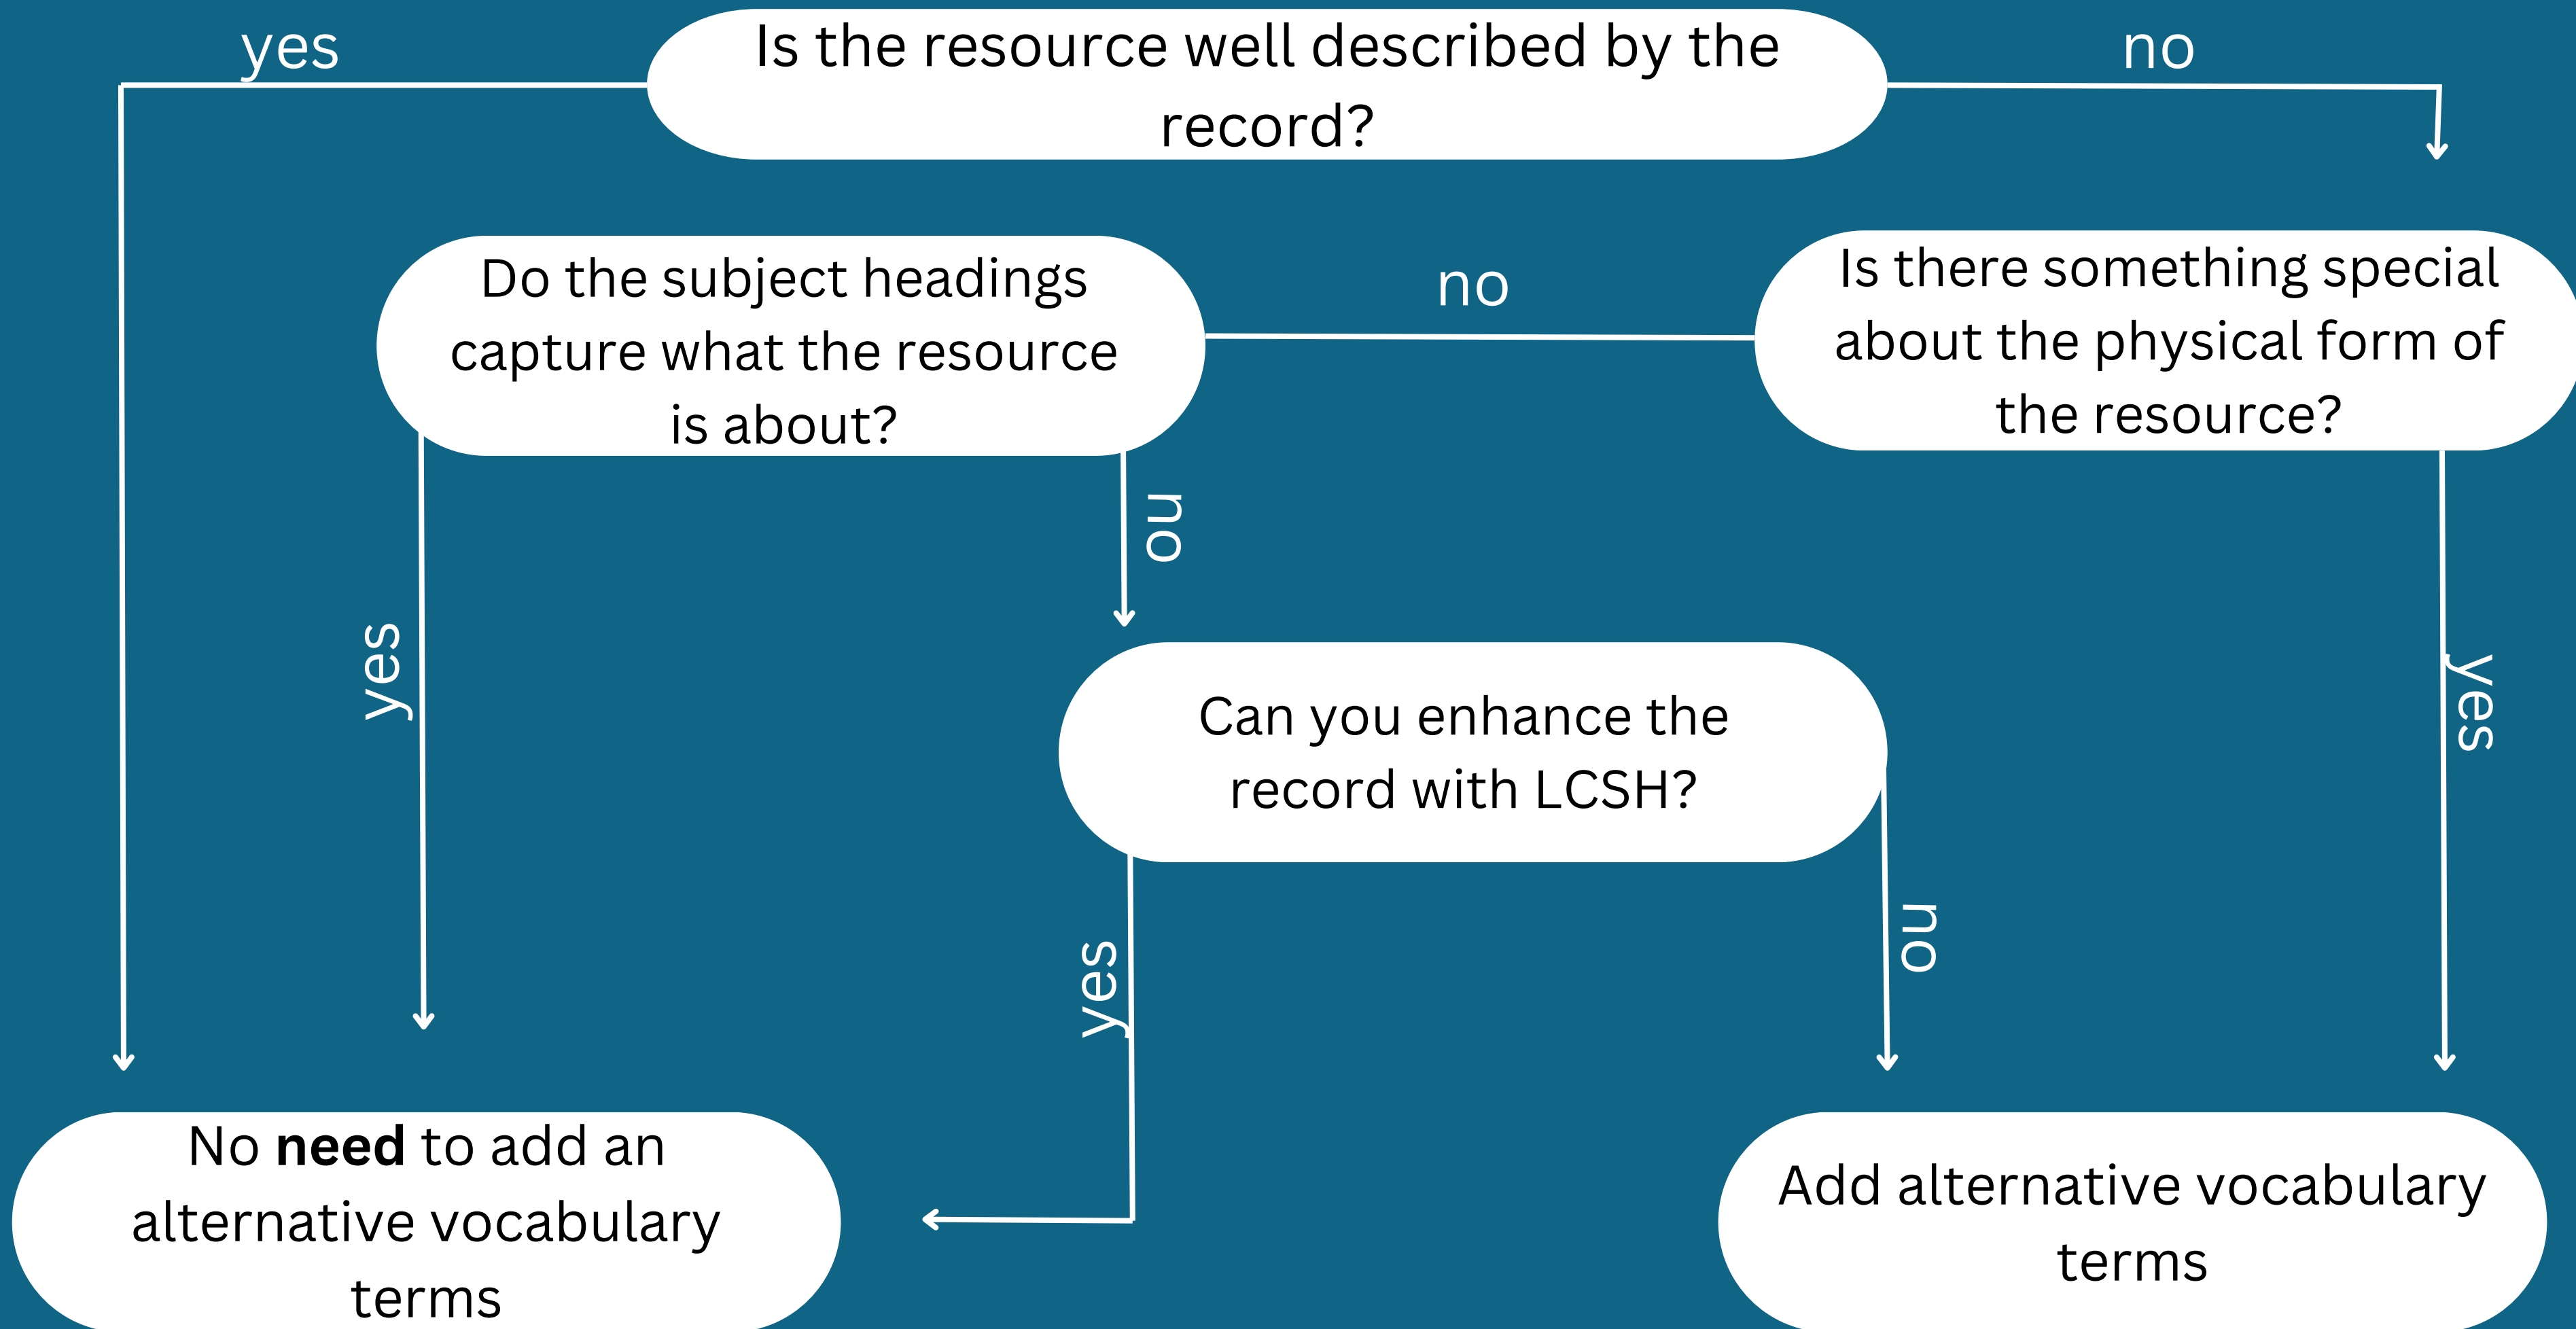 yes
Is the resource well described by the
record?
no
Do the subject headings
capture what the resource
is about?
no
Is there something special
about the physical form of
the resource?
no
yes
yes
Can you enhance the
record with LCSH?
yes
no
No need to add an
alternative vocabulary
terms
Add alternative vocabulary
terms